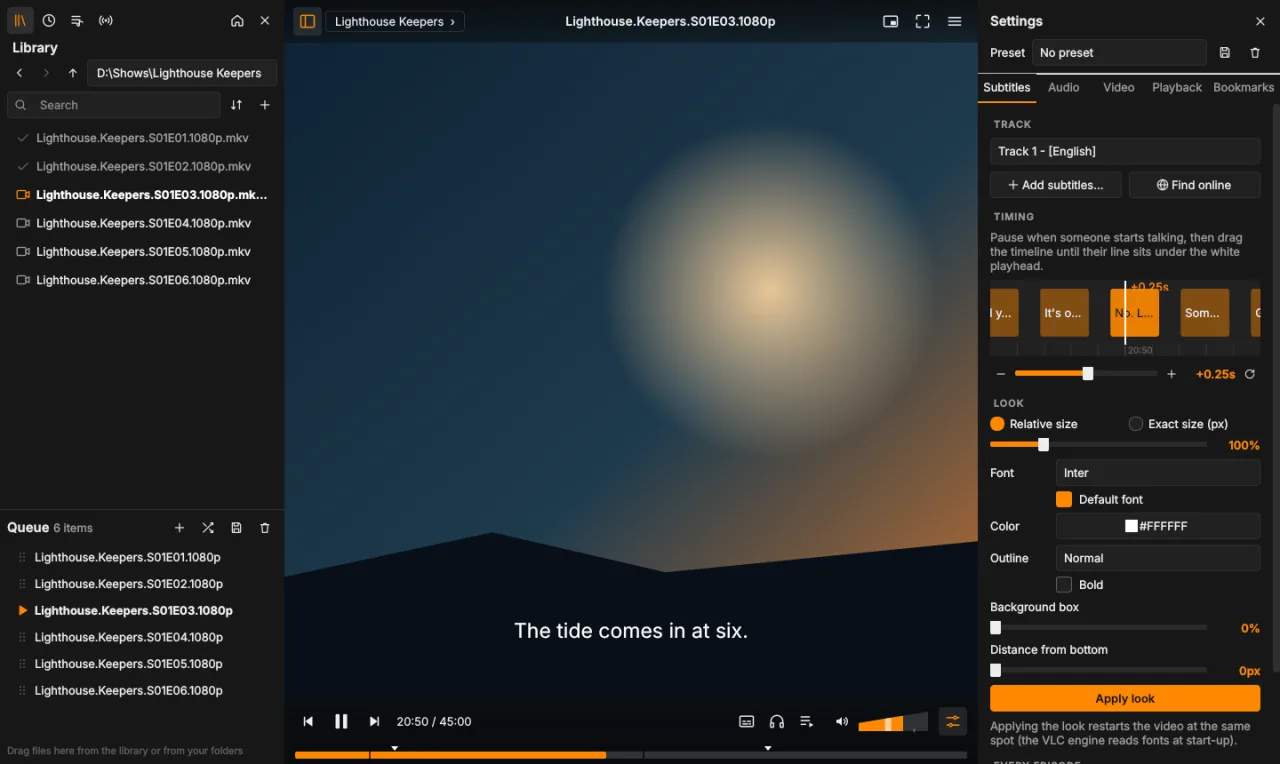 Library
D:\Shows\Lighthouse Keepers
Search
Lighthouse.Keepers.S01E01.1080p.mkv
Lighthouse.Keepers.S01E02.1080p.mkv
Lighthouse.Keepers.S01E03.1080p.mk...
Lighthouse.Keepers.S01E04.1080p.mkv
Lighthouse.Keepers.S01E05.1080p.mkv
Lighthouse.Keepers.S01E06.1080p.mkv
Queue 6 items
Lighthouse.Keepers.S01E01.1080p
Lighthouse.Keepers.S01E02.1080p
Lighthouse.Keepers.S01E03.1080p
Lighthouse.Keepers.S01E04.1080p
Lighthouse.Keepers.S01E05.1080p
Lighthouse.Keepers.S01E06.1080p
Drag files here from the library or from your folders
Lighthouse Keepers ›
Lighthouse.Keepers.S01E03.1080p
The tide comes in at six.
20:50 / 45:00
Settings
Preset No preset
Subtitles Audio Video Playback Bookmarks
TRACK
Track 1 - [English]
+ Add subtitles... Find online
TIMING
Pause when someone starts talking, then drag
the timeline until their line sits under the white
playhead.
+0.25s
y... It's o... No. L... Som...
20:50
− + +0.25s
LOOK
Relative size Exact size (px)
100%
Font Inter
Default font
Color #FFFFFF
Outline Normal
Bold
Background box
0%
Distance from bottom
0px
Apply look
Applying the look restarts the video at the same
spot (the VLC engine reads fonts at start-up).
EVERY EPISODE